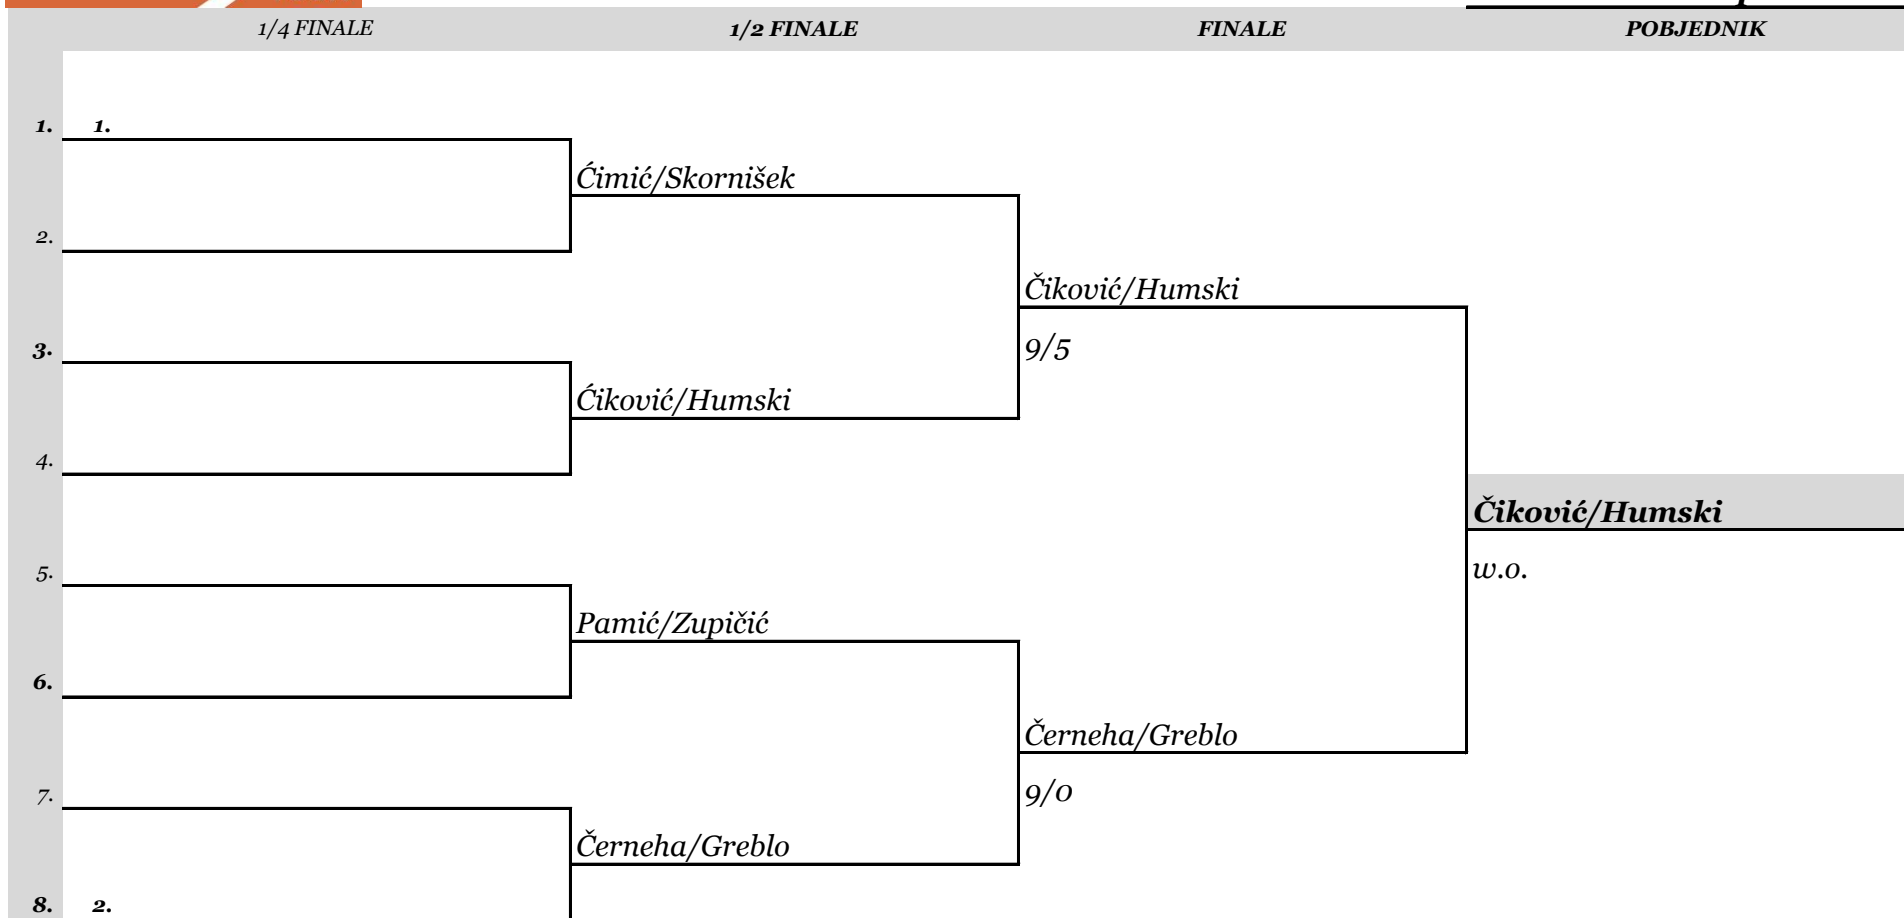 1/4 FINALE 1/2 FINALE FINALE POBJEDNIK
1. 1.
Ćimić/Skornišek
2.
Čiković/Humski
3. 9/5
Ćiković/Humski
4.
Čiković/Humski
5. w.o.
Pamić/Zupičić
6.
Černeha/Greblo
7. 9/0
Černeha/Greblo
8. 2.